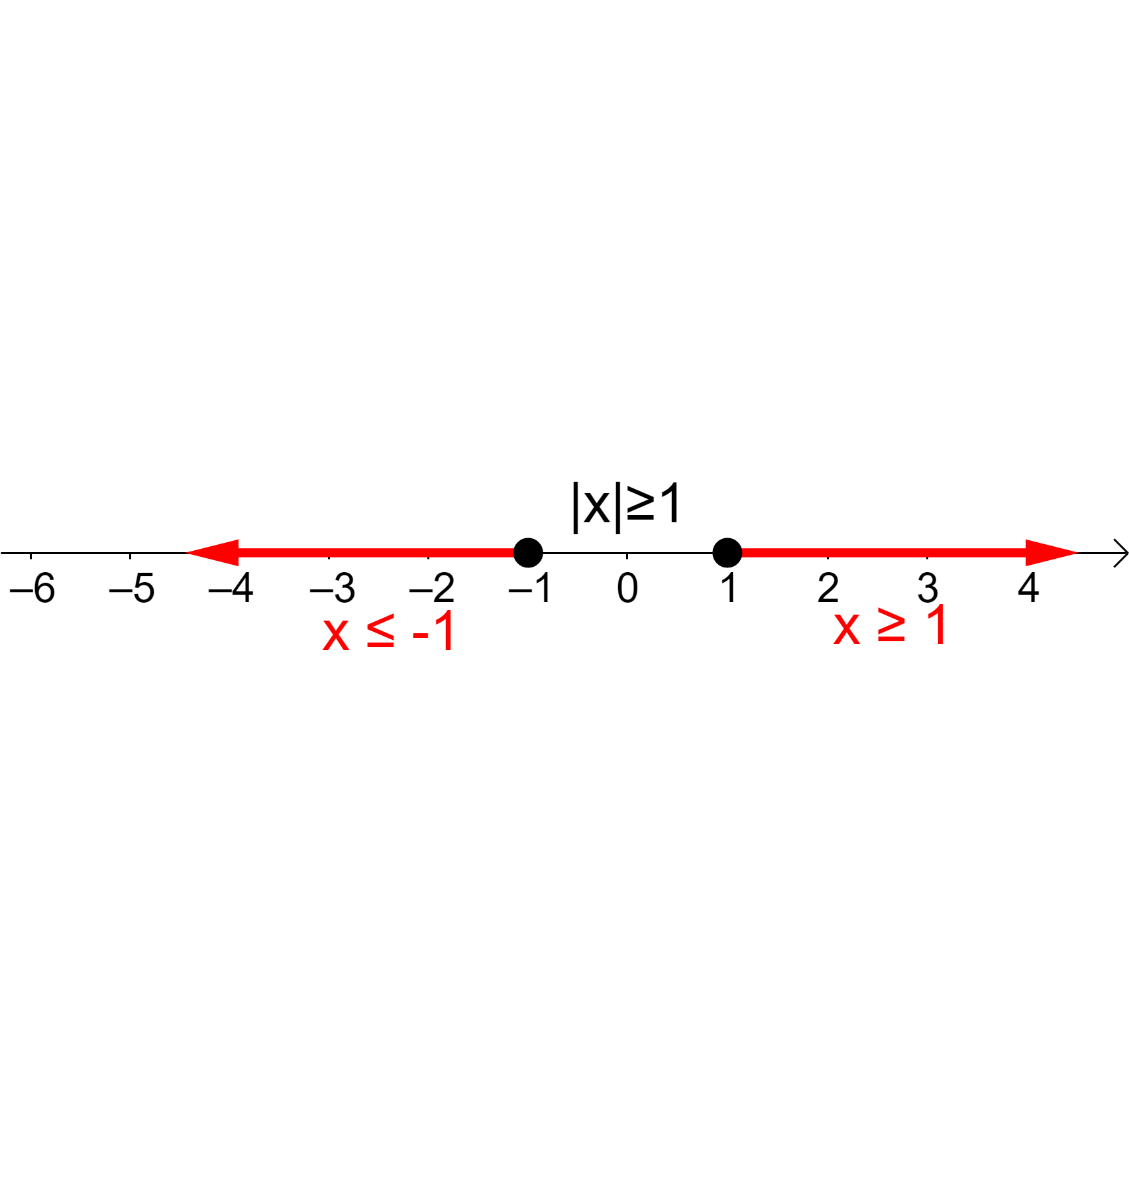 |x|≥1
–6 –5 –4 –3 –2 –1 0 1 2 3 4
x ≤ -1 x ≥ 1